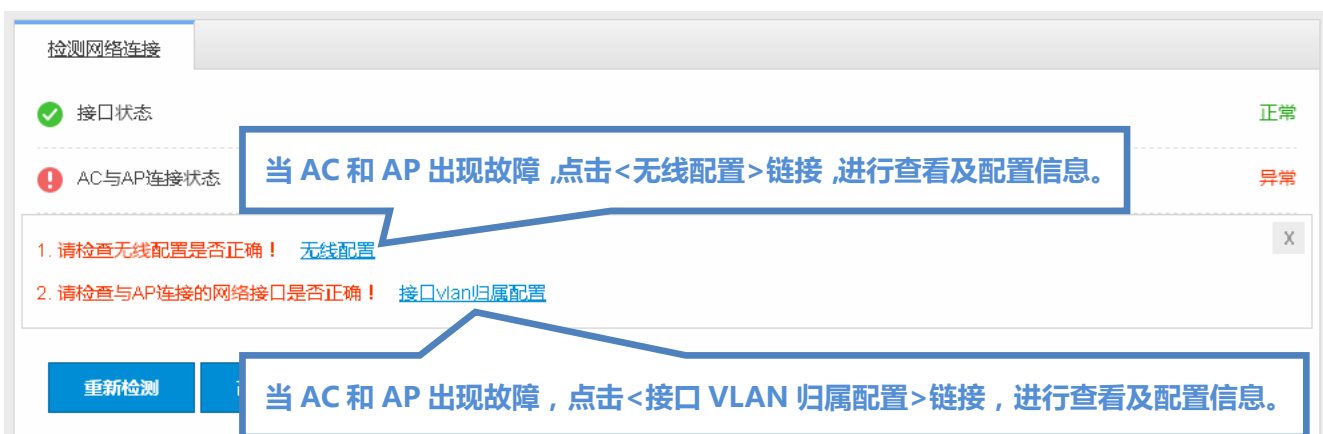 检测网络连接
接口状态 正常
当 AC 和 AP 出现故障 ,点击<无线配置>链接 ,进行查看及配置信息。
AC与AP连接状态 异常
1. 请检查无线配置是否正确！ 无线配置 X
2. 请检查与AP连接的网络接口是否正确！ 接口vlan归属配置
当 AC 和 AP 出现故障，点击<接口 VLAN 归属配置>链接，进行查看及配置信息。
重新检测